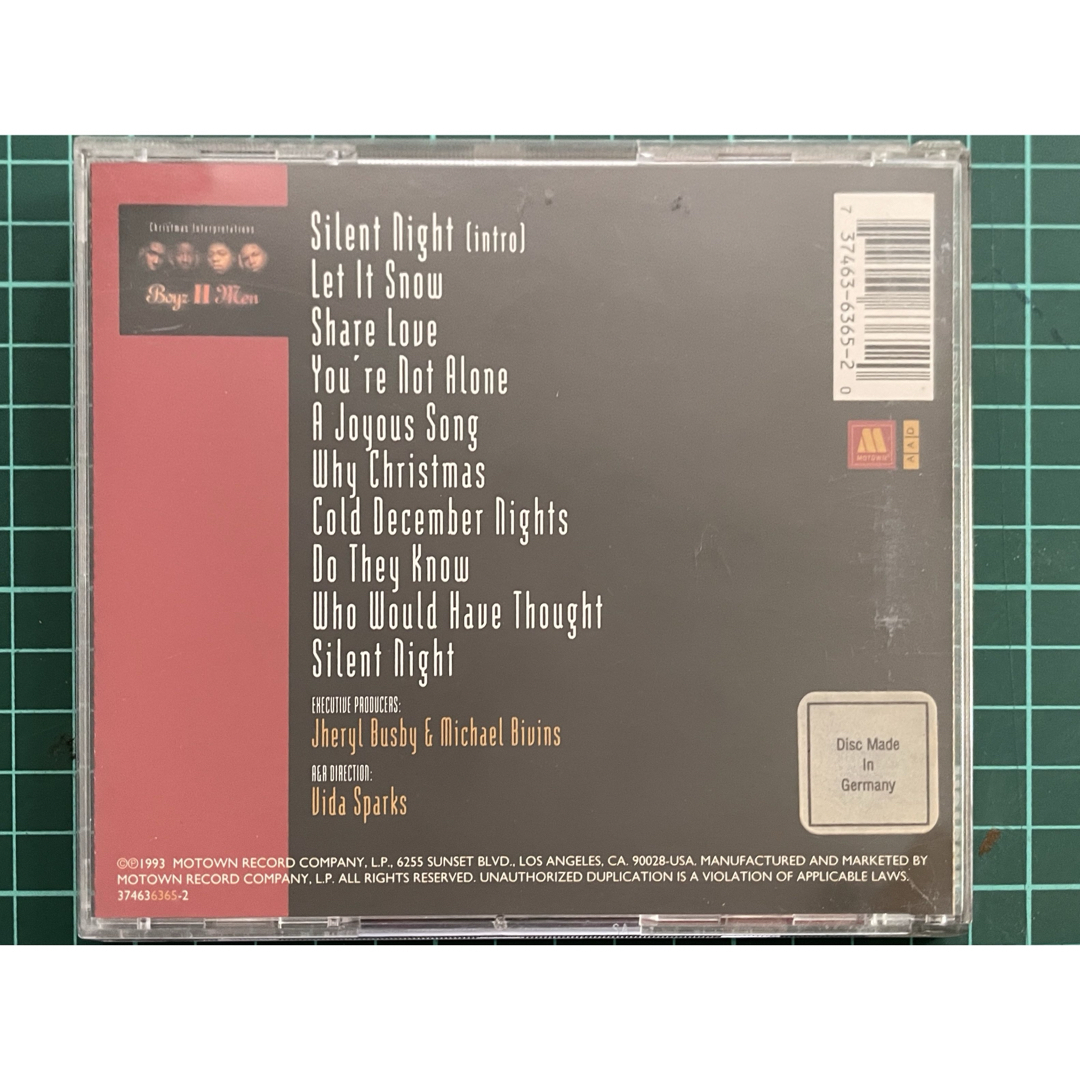 Christmas Interpretations
Boyz II Men
Silent Night (intro)
Let It Snow
Share Love
You're Not Alone
A Joyous Song
Why Christmas
Cold December Nights
Do They Know
Who Would Have Thought
Silent Night
EXECUTIVE PRODUCERS:
Jheryl Busby & Michael Bivins
A&R DIRECTION:
Vida Sparks
7 37463-6365-2 0
M
MOTOWN
AAD
Disc Made
In
Germany
©℗1993 MOTOWN RECORD COMPANY, L.P., 6255 SUNSET BLVD., LOS ANGELES, CA. 90028-USA. MANUFACTURED AND MARKETED BY
MOTOWN RECORD COMPANY, L.P. ALL RIGHTS RESERVED. UNAUTHORIZED DUPLICATION IS A VIOLATION OF APPLICABLE LAWS.
374636365-2